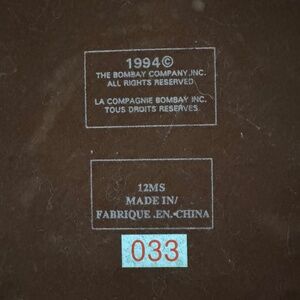 1994©
THE BOMBAY COMPANY,INC.
ALL RIGHTS RESERVED.
LA COMPAGNIE BOMBAY INC.
TOUS DROITS RESERVES
12MS
MADE IN/
FABRIQUE .EN.CHINA
033